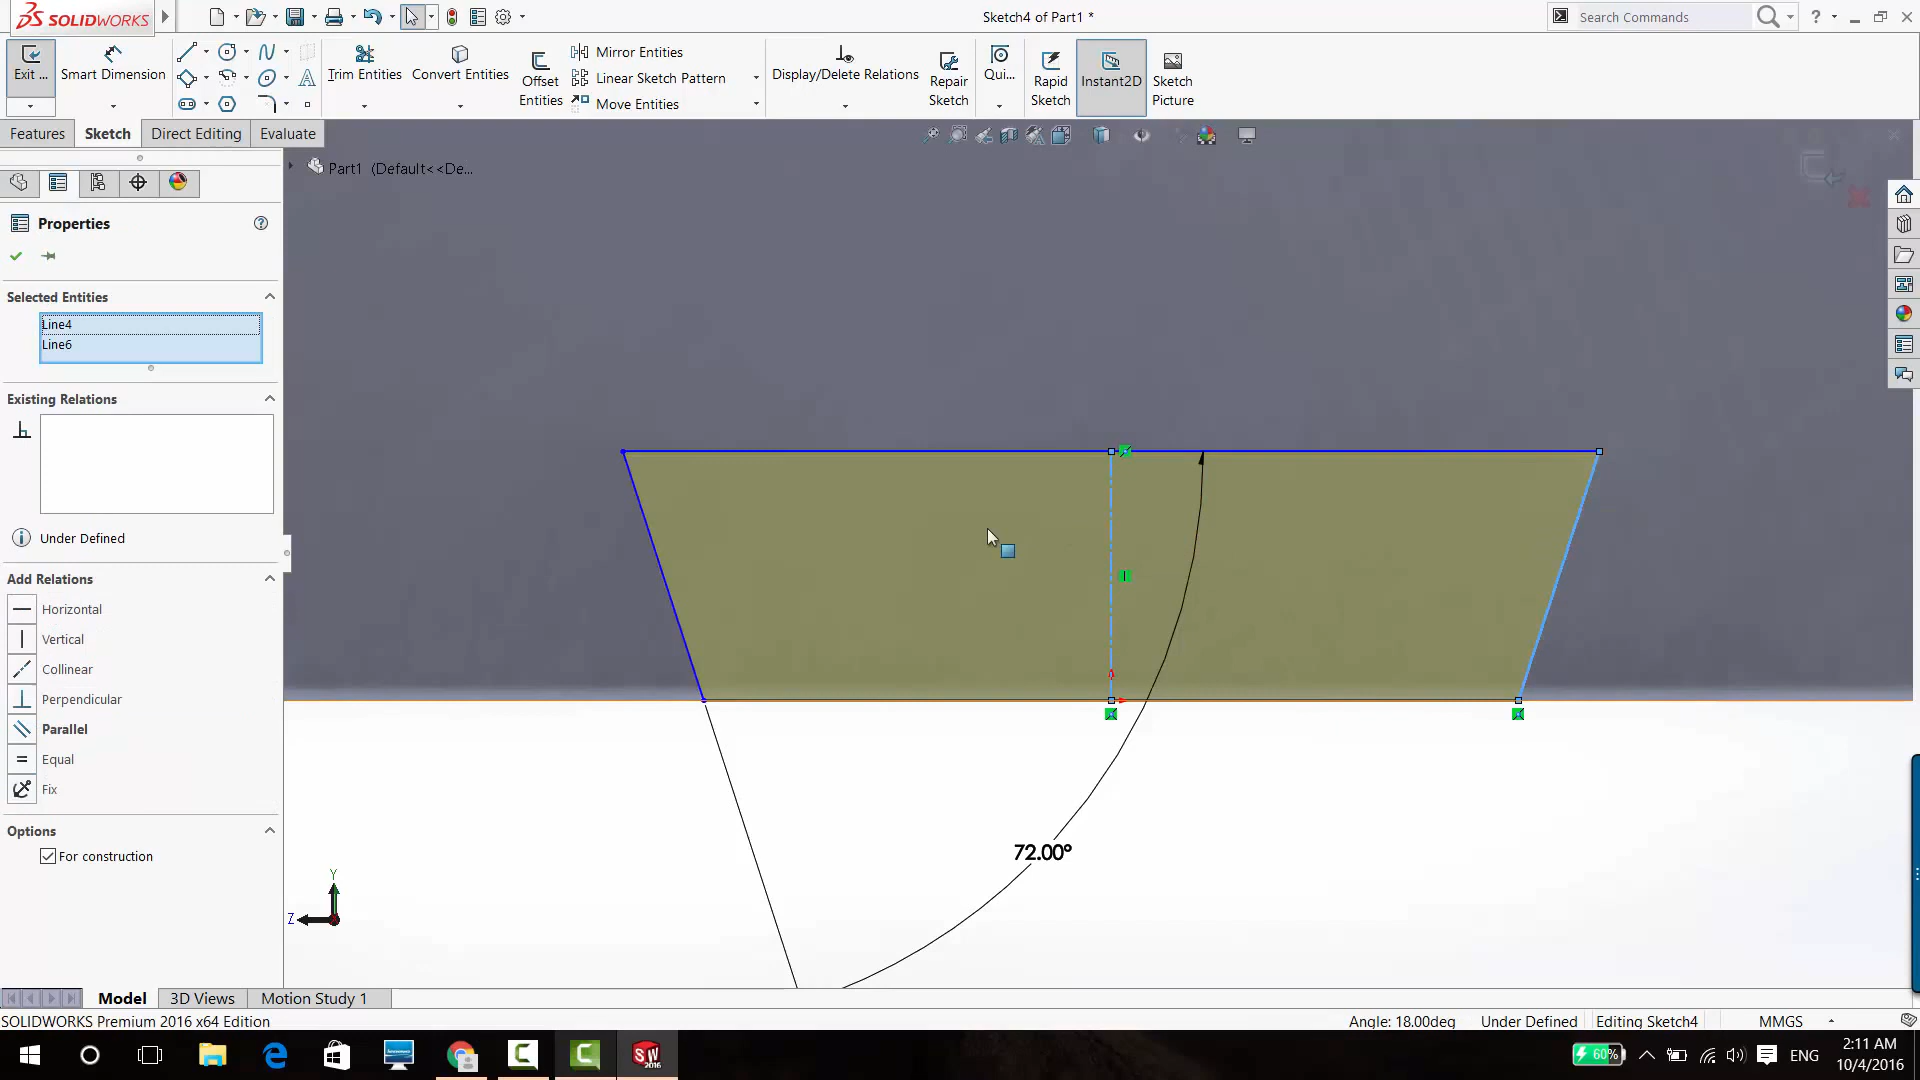 SOLIDWORKS
Sketch4 of Part1 *
Search Commands
Exit ...
Smart Dimension
Trim Entities
Convert Entities
Offset Entities
Mirror Entities
Linear Sketch Pattern
Move Entities
Display/Delete Relations
Repair Sketch
Qui...
Rapid Sketch
Instant2D
Sketch Picture
Features
Sketch
Direct Editing
Evaluate
Part1 (Default<<De...
Properties
Selected Entities
Line4
Line6
Existing Relations
Under Defined
Add Relations
Horizontal
Vertical
Collinear
Perpendicular
Parallel
Equal
Fix
Options
For construction
72.00°
Y
Z
Model
3D Views
Motion Study 1
SOLIDWORKS Premium 2016 x64 Edition
Angle: 18.00deg
Under Defined
Editing Sketch4
MMGS
60%
ENG
2:11 AM
10/4/2016
SW
2016